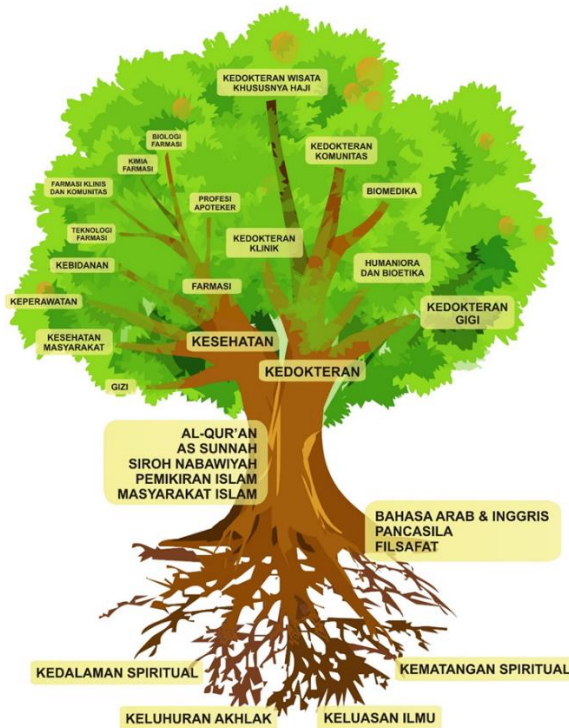 KEDOKTERAN WISATA
KHUSUSNYA HAJI
BIOLOGI
FARMASI
KEDOKTERAN
KOMUNITAS
KIMIA
FARMASI
FARMASI KLINIS
DAN KOMUNITAS
BIOMEDIKA
PROFESI
APOTEKER
TEKNOLOGI
FARMASI
KEDOKTERAN
KLINIK
KEBIDANAN
HUMANIORA
DAN BIOETIKA
FARMASI
KEPERAWATAN
KEDOKTERAN
GIGI
KESEHATAN
MASYARAKAT
KESEHATAN
KEDOKTERAN
GIZI
AL-QUR'AN
AS SUNNAH
SIROH NABAWIYAH
PEMIKIRAN ISLAM
MASYARAKAT ISLAM
BAHASA ARAB & INGGRIS
PANCASILA
FILSAFAT
KEDALAMAN SPIRITUAL
KEMATANGAN SPIRITUAL
KELUHURAN AKHLAK
KELUASAN ILMU